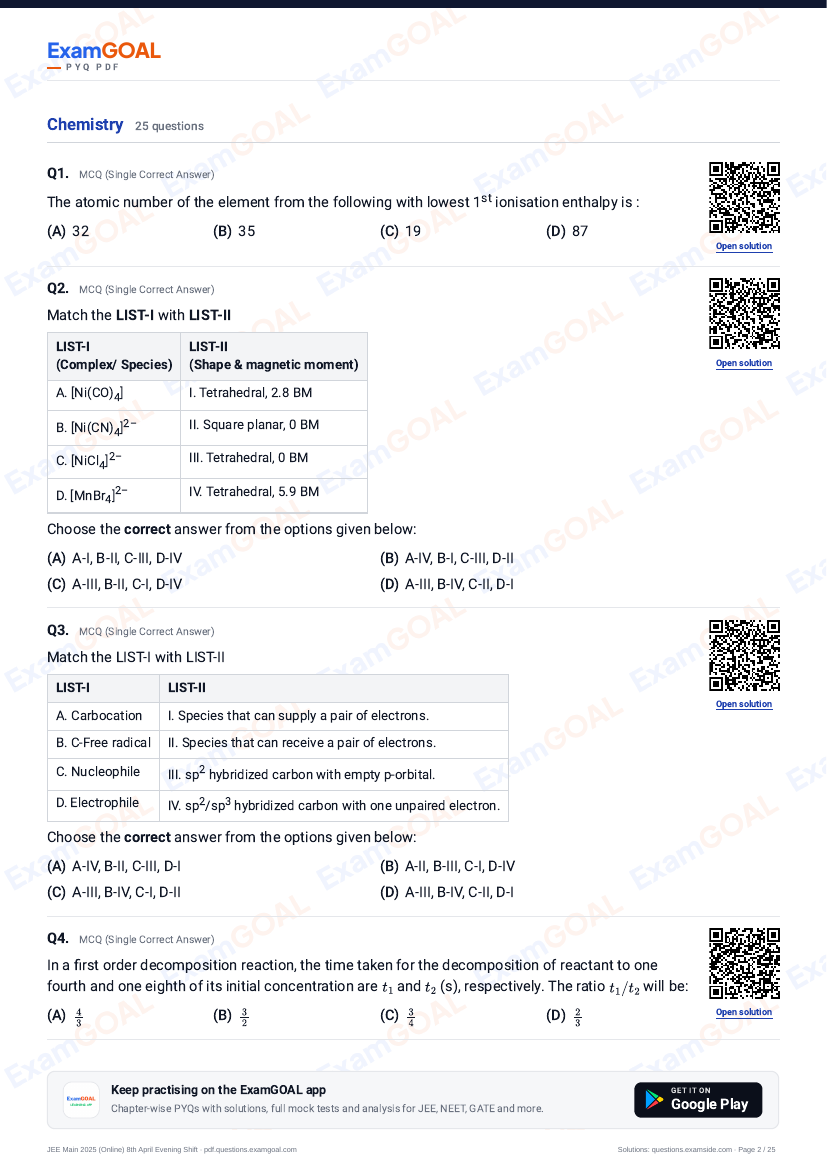 ExamGOAL
PYQ PDF
Chemistry 25 questions
Q1. MCQ (Single Correct Answer)
The atomic number of the element from the following with lowest 1st ionisation enthalpy is :
(A) 32 (B) 35 (C) 19 (D) 87
Open solution
Q2. MCQ (Single Correct Answer)
Match the LIST-I with LIST-II
Open solution
LIST-I (Complex/ Species) LIST-II (Shape & magnetic moment)
A. [Ni(CO)4] I. Tetrahedral, 2.8 BM
B. [Ni(CN)4]2− II. Square planar, 0 BM
C. [NiCl4]2− III. Tetrahedral, 0 BM
D. [MnBr4]2− IV. Tetrahedral, 5.9 BM
Choose the correct answer from the options given below:
(A) A-I, B-II, C-III, D-IV (B) A-IV, B-I, C-III, D-II
(C) A-III, B-II, C-I, D-IV (D) A-III, B-IV, C-II, D-I
Q3. MCQ (Single Correct Answer)
Match the LIST-I with LIST-II
Open solution
LIST-I LIST-II
A. Carbocation I. Species that can supply a pair of electrons.
B. C-Free radical II. Species that can receive a pair of electrons.
C. Nucleophile III. sp2 hybridized carbon with empty p-orbital.
D. Electrophile IV. sp2/sp3 hybridized carbon with one unpaired electron.
Choose the correct answer from the options given below:
(A) A-IV, B-II, C-III, D-I (B) A-II, B-III, C-I, D-IV
(C) A-III, B-IV, C-I, D-II (D) A-III, B-IV, C-II, D-I
Q4. MCQ (Single Correct Answer)
In a first order decomposition reaction, the time taken for the decomposition of reactant to one
fourth and one eighth of its initial concentration are t1 and t2 (s), respectively. The ratio t1/t2 will be:
(A) 4/3 (B) 3/2 (C) 3/4 (D) 2/3
Open solution
ExamGOAL
Keep practising on the ExamGOAL app
Chapter-wise PYQs with solutions, full mock tests and analysis for JEE, NEET, GATE and more.
GET IT ON
Google Play
JEE Main 2025 (Online) 8th April Evening Shift · pdf.questions.examgoal.com Solutions: questions.examside.com · Page 2 / 25